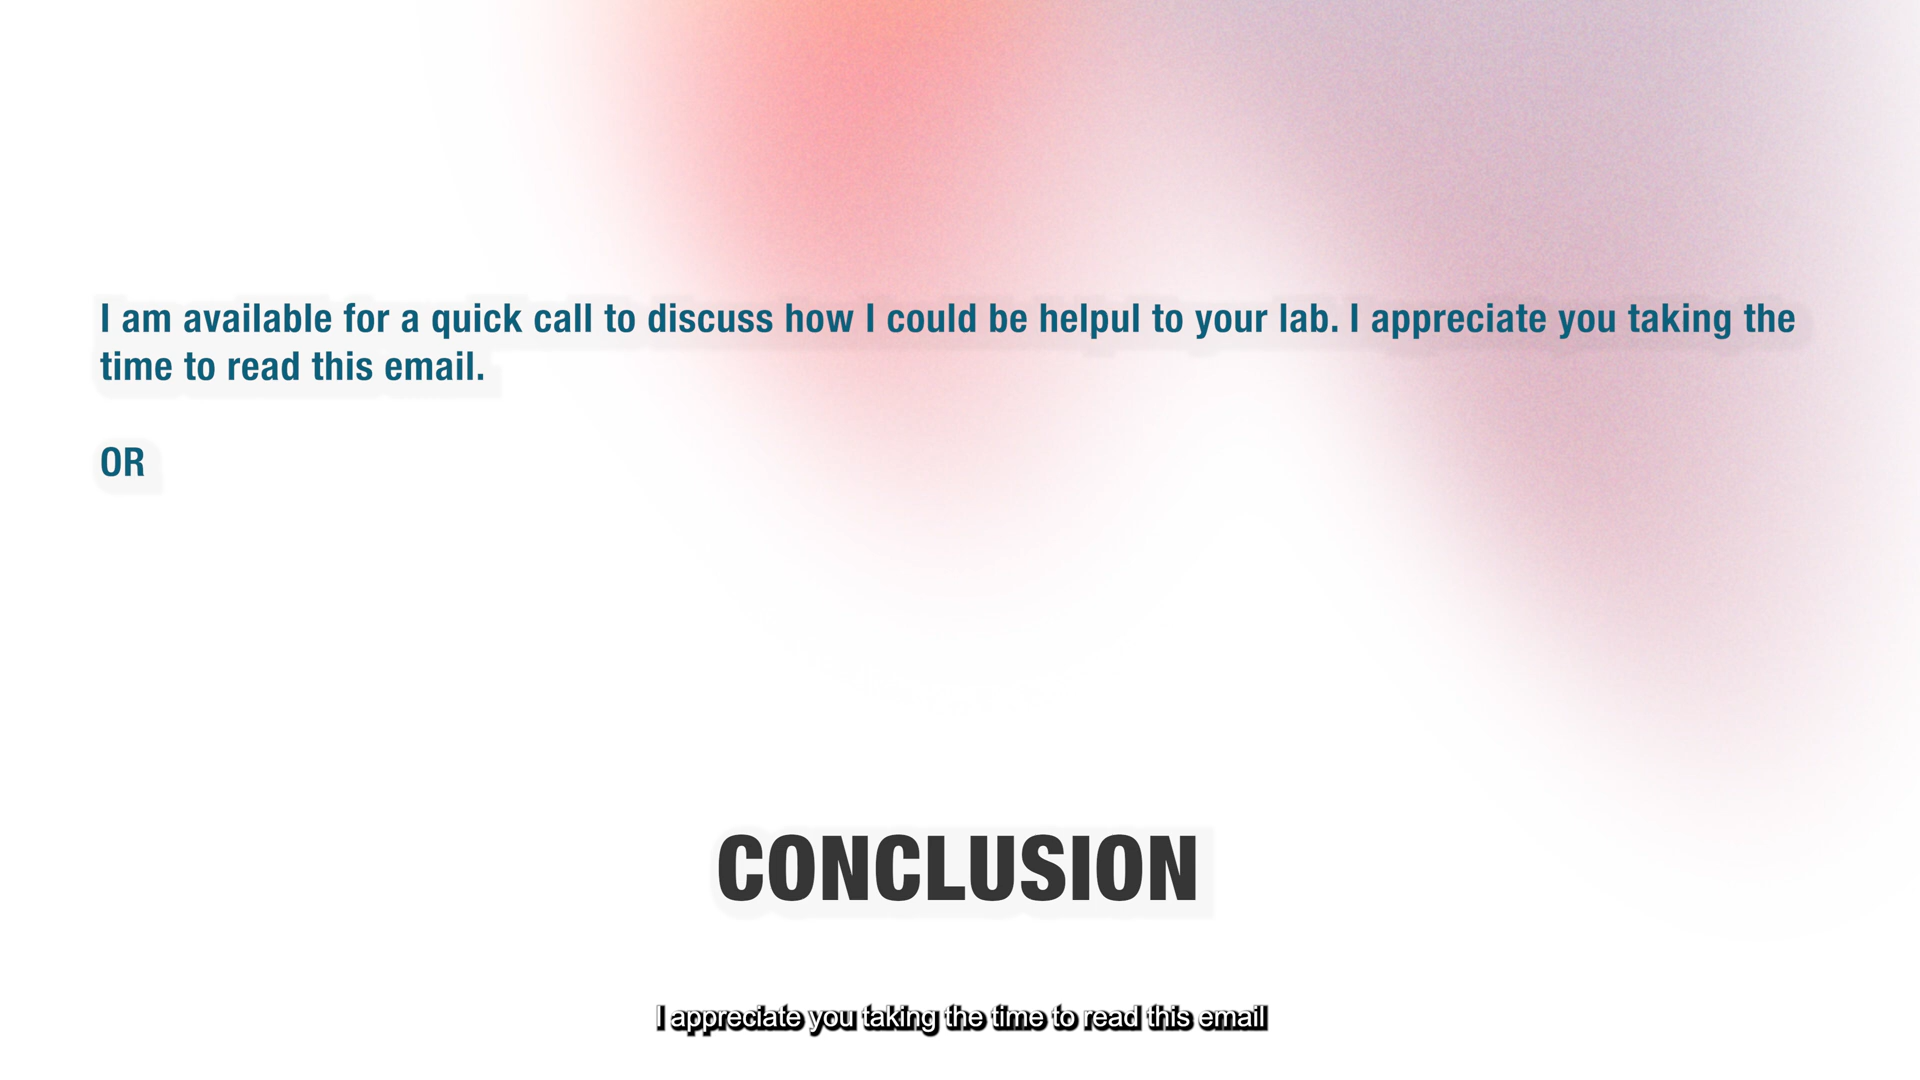 I am available for a quick call to discuss how I could be helpul to your lab. I appreciate you taking the
time to read this email.
OR
CONCLUSION
I appreciate you taking the time to read this email